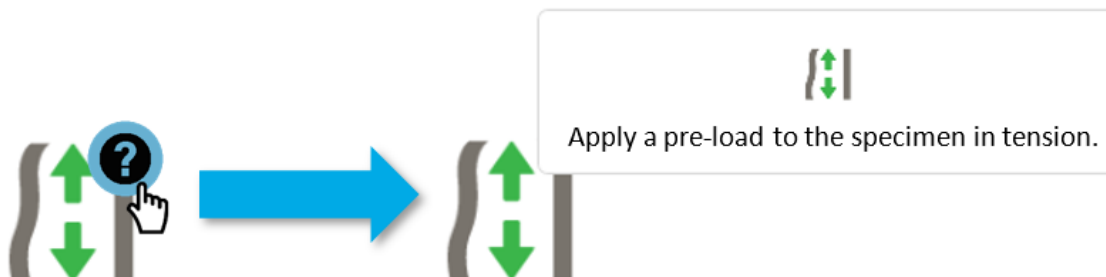 ?
Apply a pre-load to the specimen in tension.